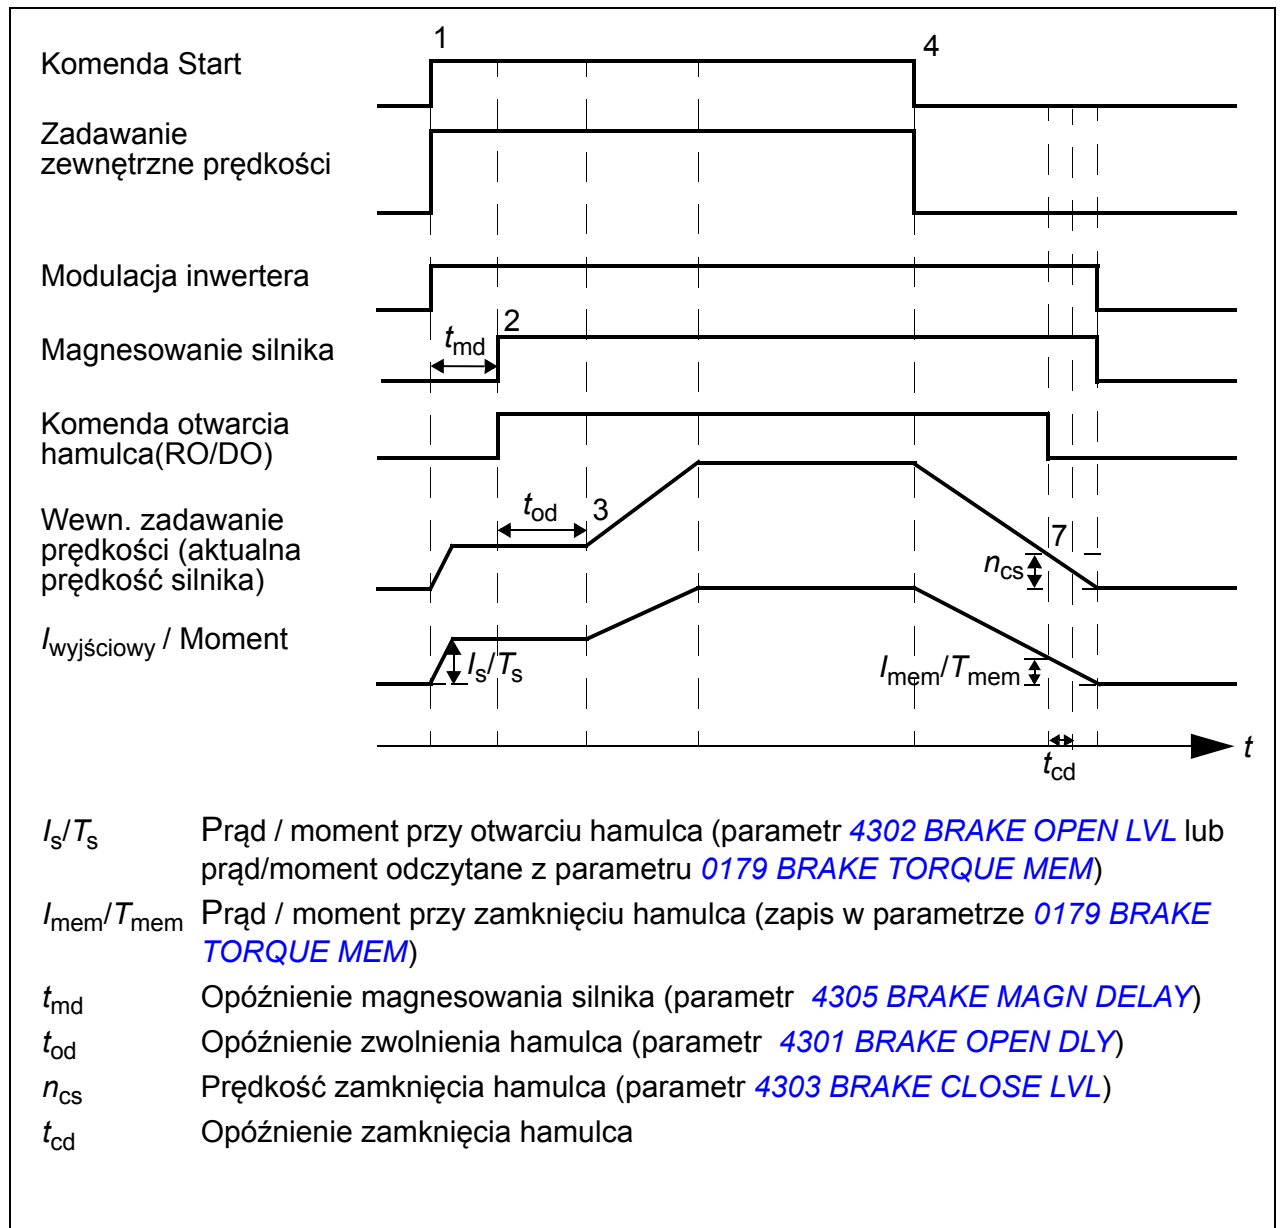 1
4
Komenda Start
Zadawanie
zewnętrzne prędkości
Modulacja inwertera
2
tmd
Magnesowanie silnika
Komenda otwarcia
hamulca(RO/DO)
tod
3
Wewn. zadawanie
prędkości (aktualna
prędkość silnika)
7
ncs
Iwyjściowy / Moment
Is/Ts
Imem/Tmem
t
tcd
Is/Ts Prąd / moment przy otwarciu hamulca (parametr 4302 BRAKE OPEN LVL lub
prąd/moment odczytane z parametru 0179 BRAKE TORQUE MEM)
Imem/Tmem Prąd / moment przy zamknięciu hamulca (zapis w parametrze 0179 BRAKE
TORQUE MEM)
tmd Opóźnienie magnesowania silnika (parametr 4305 BRAKE MAGN DELAY)
tod Opóźnienie zwolnienia hamulca (parametr 4301 BRAKE OPEN DLY)
ncs Prędkość zamknięcia hamulca (parametr 4303 BRAKE CLOSE LVL)
tcd Opóźnienie zamknięcia hamulca